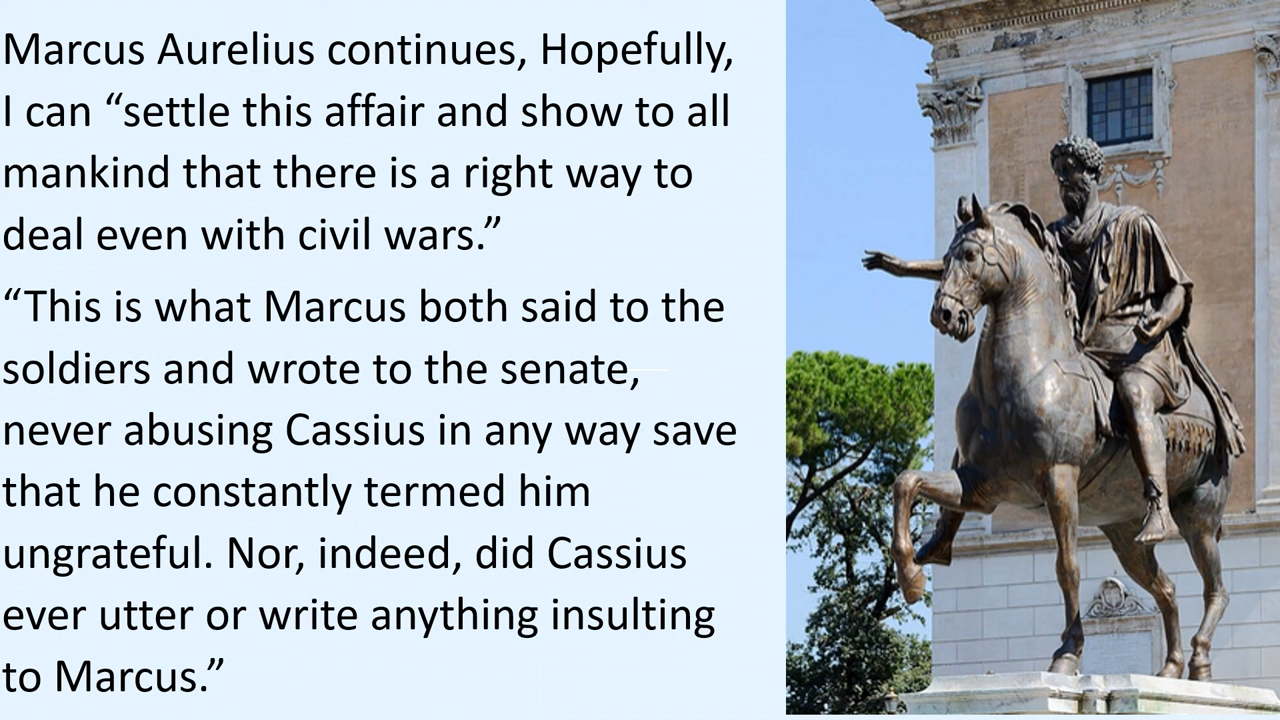 Marcus Aurelius continues, Hopefully,
I can “settle this affair and show to all
mankind that there is a right way to
deal even with civil wars.”
“This is what Marcus both said to the
soldiers and wrote to the senate,
never abusing Cassius in any way save
that he constantly termed him
ungrateful. Nor, indeed, did Cassius
ever utter or write anything insulting
to Marcus.”